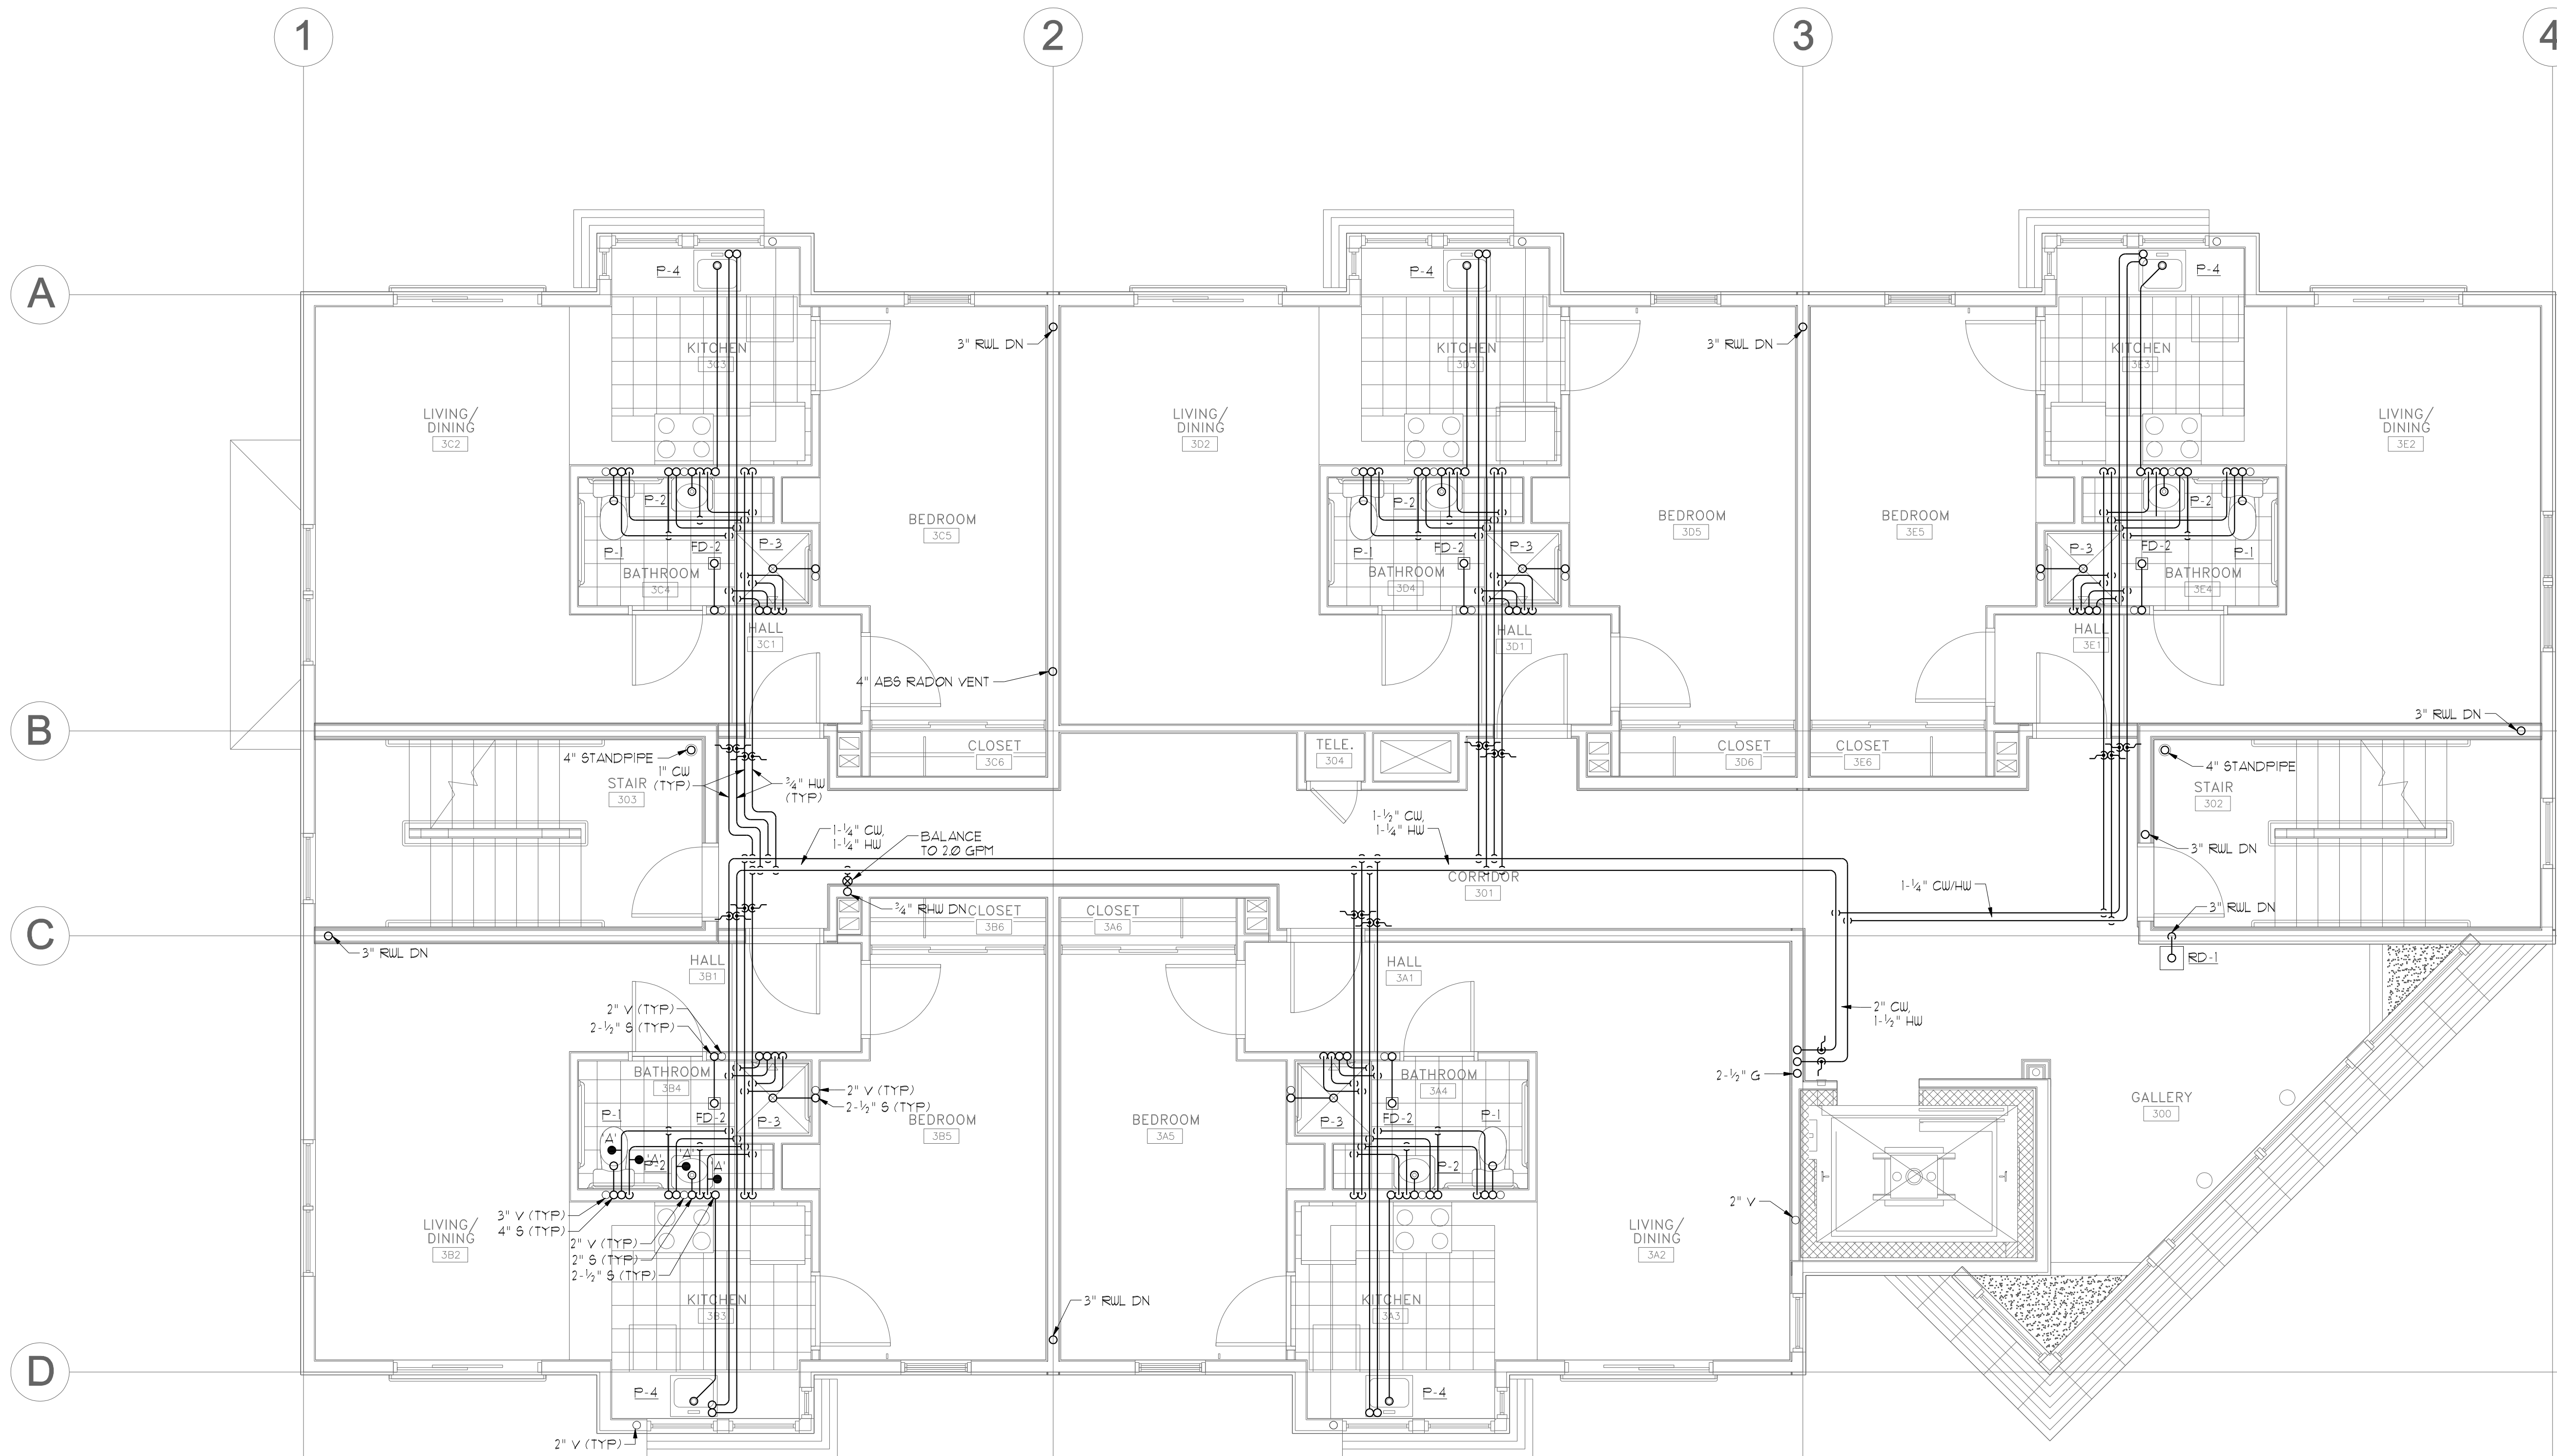 1
2
3
4
A
P-4
P-4
P-4
3" RWL DN
3" RWL DN
KITCHEN
3C3
KITCHEN
3D3
KITCHEN
3E3
LIVING/
DINING
3C2
LIVING/
DINING
3D2
LIVING/
DINING
3E2
P-2
P-2
P-2
BEDROOM
3C5
BEDROOM
3D5
BEDROOM
3E5
P-1
FD-2
P-3
P-1
FD-2
P-3
P-3
FD-2
P-1
BATHROOM
3C4
BATHROOM
3D4
BATHROOM
3E4
HALL
3C1
HALL
3D1
HALL
3E1
4" ABS RADON VENT
B
3" RWL DN
4" STANDPIPE
1" CW
(TYP)
STAIR
303
3/4" HW
(TYP)
CLOSET
3C6
TELE.
304
CLOSET
3D6
CLOSET
3E6
4" STANDPIPE
STAIR
302
1-1/4" CW,
1-1/4" HW
BALANCE
TO 2.0 GPM
1-1/2" CW,
1-1/4" HW
3" RWL DN
CORRIDOR
301
1-1/4" CW/HW
3" RWL DN
3/4" RHW DN
CLOSET
3B6
CLOSET
3A6
C
3" RWL DN
RD-1
HALL
3B1
HALL
3A1
2" V (TYP)
2-1/2" S (TYP)
2" CW,
1-1/2" HW
BATHROOM
3B4
BATHROOM
3A4
2-1/2" G
2" V (TYP)
2-1/2" S (TYP)
P-1
FD-2
P-3
BEDROOM
3B5
BEDROOM
3A5
P-3
FD-2
P-1
GALLERY
300
'A'
'A'
'A'
'A'
P-2
P-2
3" V (TYP)
4" S (TYP)
2" V
LIVING/
DINING
3B2
2" V (TYP)
2" S (TYP)
2-1/2" S (TYP)
LIVING/
DINING
3A2
KITCHEN
3B3
3" RWL DN
KITCHEN
3A3
D
P-4
P-4
2" V (TYP)